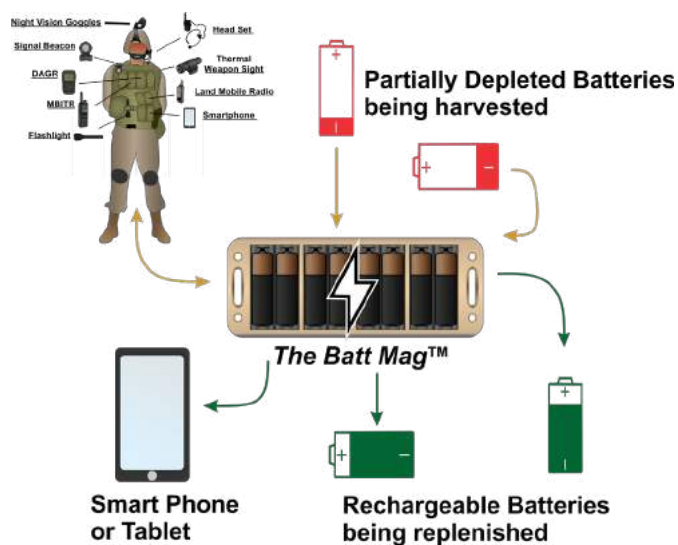 Night Vision Goggles
Head Set
Signal Beacon
Thermal
Weapon Sight
DAGR
Land Mobile Radio
MBITR
Smartphone
Flashlight
Partially Depleted Batteries
being harvested
+
-
The Batt Mag™
+
-
+
-
Smart Phone
or Tablet
Rechargeable Batteries
being replenished